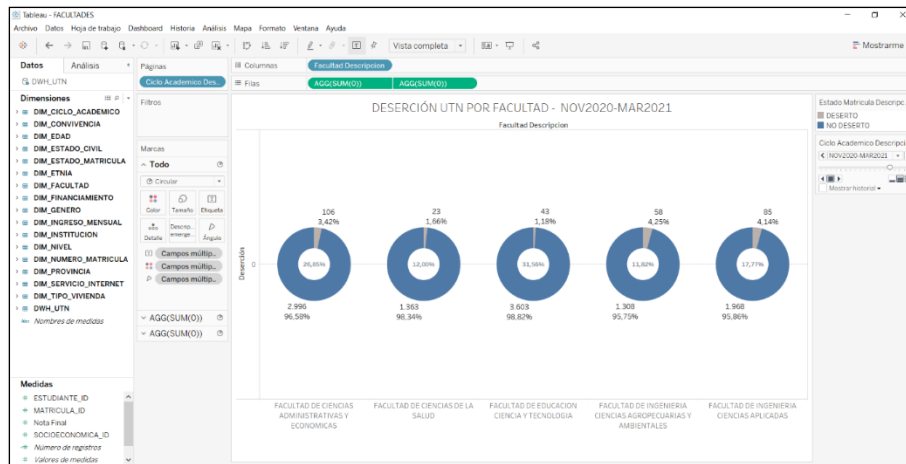 Tableau - FACULTADES
Archivo Datos Hoja de trabajo Dashboard Historia Análisis Mapa Formato Ventana Ayuda
Vista completa
Mostrarme
Datos Análisis
DWH_UTN
Dimensiones
DIM_CICLO_ACADEMICO
DIM_CONVIVENCIA
DIM_EDAD
DIM_ESTADO_CIVIL
DIM_ESTADO_MATRICULA
DIM_ETNIA
DIM_FACULTAD
DIM_FINANCIAMIENTO
DIM_GENERO
DIM_INGRESO_MENSUAL
DIM_INSTITUCION
DIM_NIVEL
DIM_NUMERO_MATRICULA
DIM_PROVINCIA
DIM_SERVICIO_INTERNET
DIM_TIPO_VIVIENDA
DWH_UTN
Abc Nombres de medidas
Medidas
ESTUDIANTE_ID
MATRICULA_ID
Nota Final
SOCIOECONOMICA_ID
Número de registros
Valores de medidas
Páginas
Ciclo Academico Des..
Filtros
Marcas
Todo
Circular
Color Tamaño Etiqueta
Detalle Descrip... emerge... Ángulo
Campos múltip..
Campos múltip..
Campos múltip..
AGG(SUM(0))
AGG(SUM(0))
Columnas Facultad Descripcion
Filas AGG(SUM(0)) AGG(SUM(0))
DESERCIÓN UTN POR FACULTAD - NOV2020-MAR2021
Facultad Descripcion
Deserción
0
106 23 43 58 85
3,42% 1,66% 1,18% 4,25% 4,14%
26,85% 12,00% 31,56% 11,82% 17,77%
2.996 1.363 3.603 1.308 1.968
96,58% 98,34% 98,82% 95,75% 95,86%
FACULTAD DE CIENCIAS FACULTAD DE CIENCIAS DE LA FACULTAD DE EDUCACION FACULTAD DE INGENIERIA FACULTAD DE INGENIERIA
ADMINISTRATIVAS Y SALUD CIENCIA Y TECNOLOGIA CIENCIAS AGROPECUARIAS Y CIENCIAS APLICADAS
ECONOMICAS AMBIENTALES
Estado Matricula Descripc.
DESERTO
NO DESERTO
Ciclo Academico Descripci
NOV2020-MAR2021
Mostrar historial